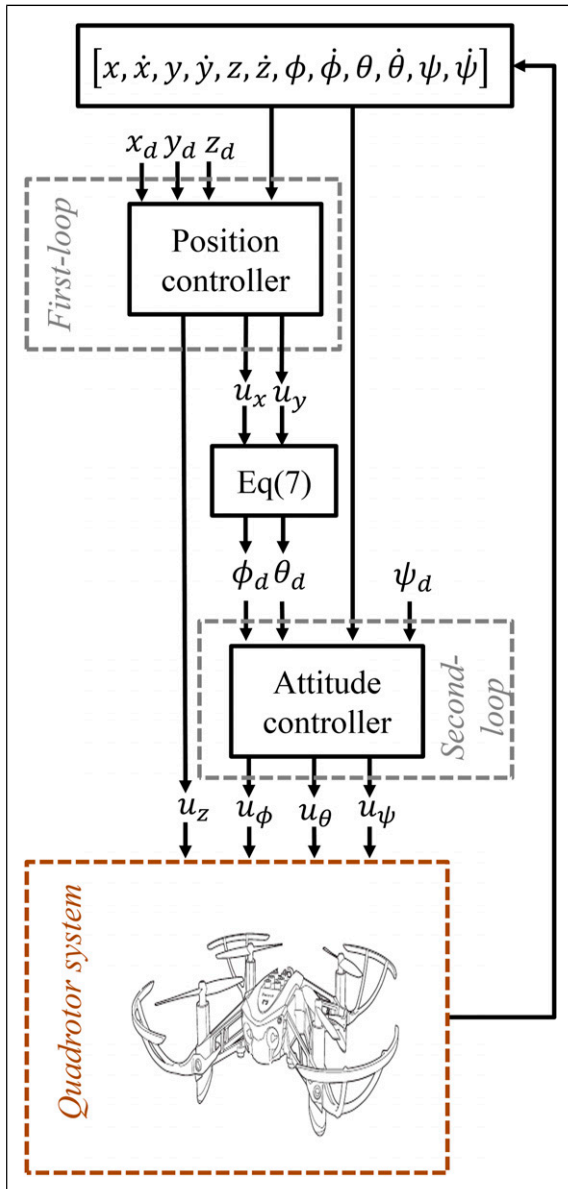 [x, ẋ, y, ẏ, z, ż, ϕ, ϕ̇, θ, θ̇, ψ, ψ̇]
x_d y_d z_d
First-loop
Position
controller
u_x u_y
Eq(7)
ϕ_d θ_d ψ_d
Attitude
controller
Second-
loop
u_z u_ϕ u_θ u_ψ
Quadrotor system